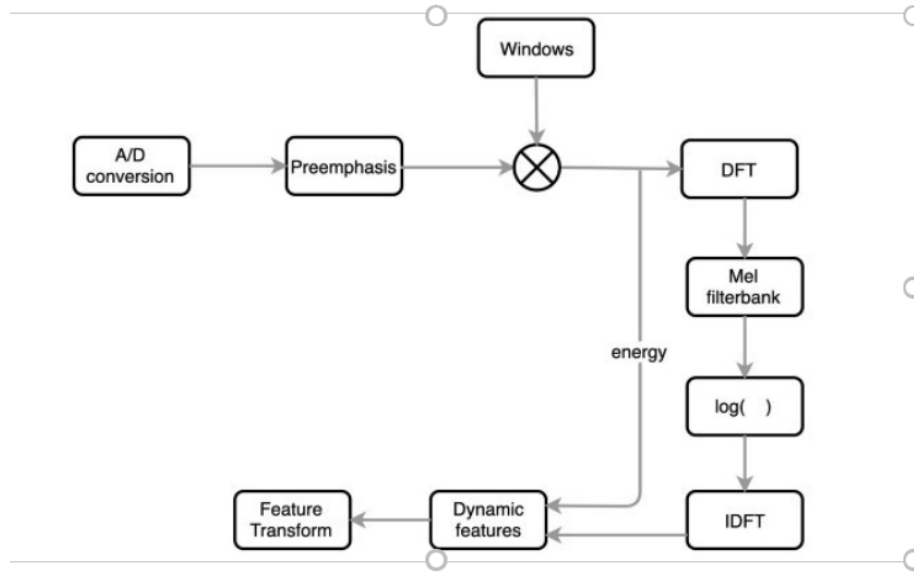 Windows
A/D
conversion
Preemphasis
DFT
Mel
filterbank
energy
log( )
Feature
Transform
Dynamic
features
IDFT